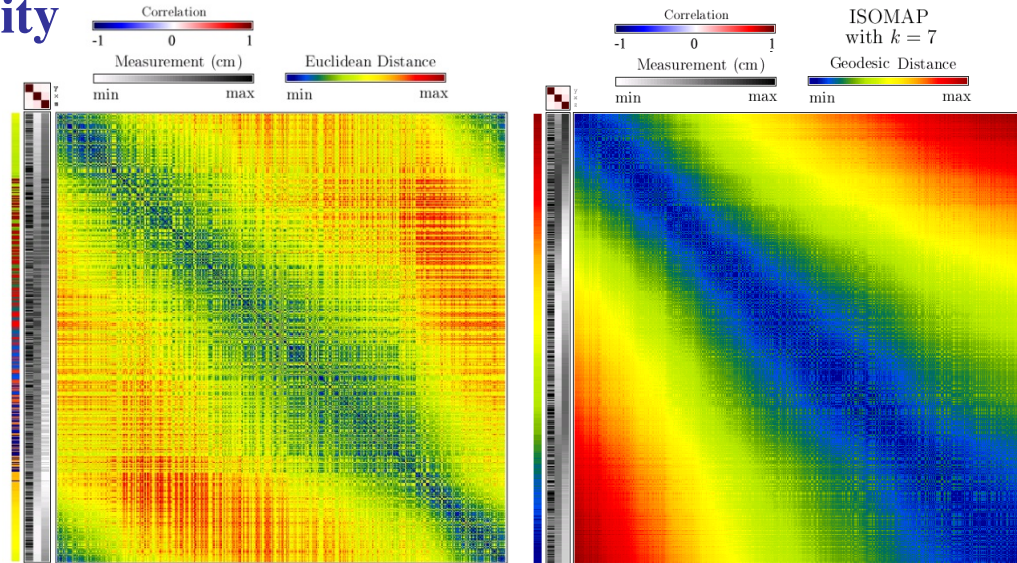 ity
Correlation
-1 0 1
Measurement (cm)
min max
Euclidean Distance
min max
Correlation
-1 0 1
Measurement (cm)
min max
ISOMAP
with k = 7
Geodesic Distance
min max